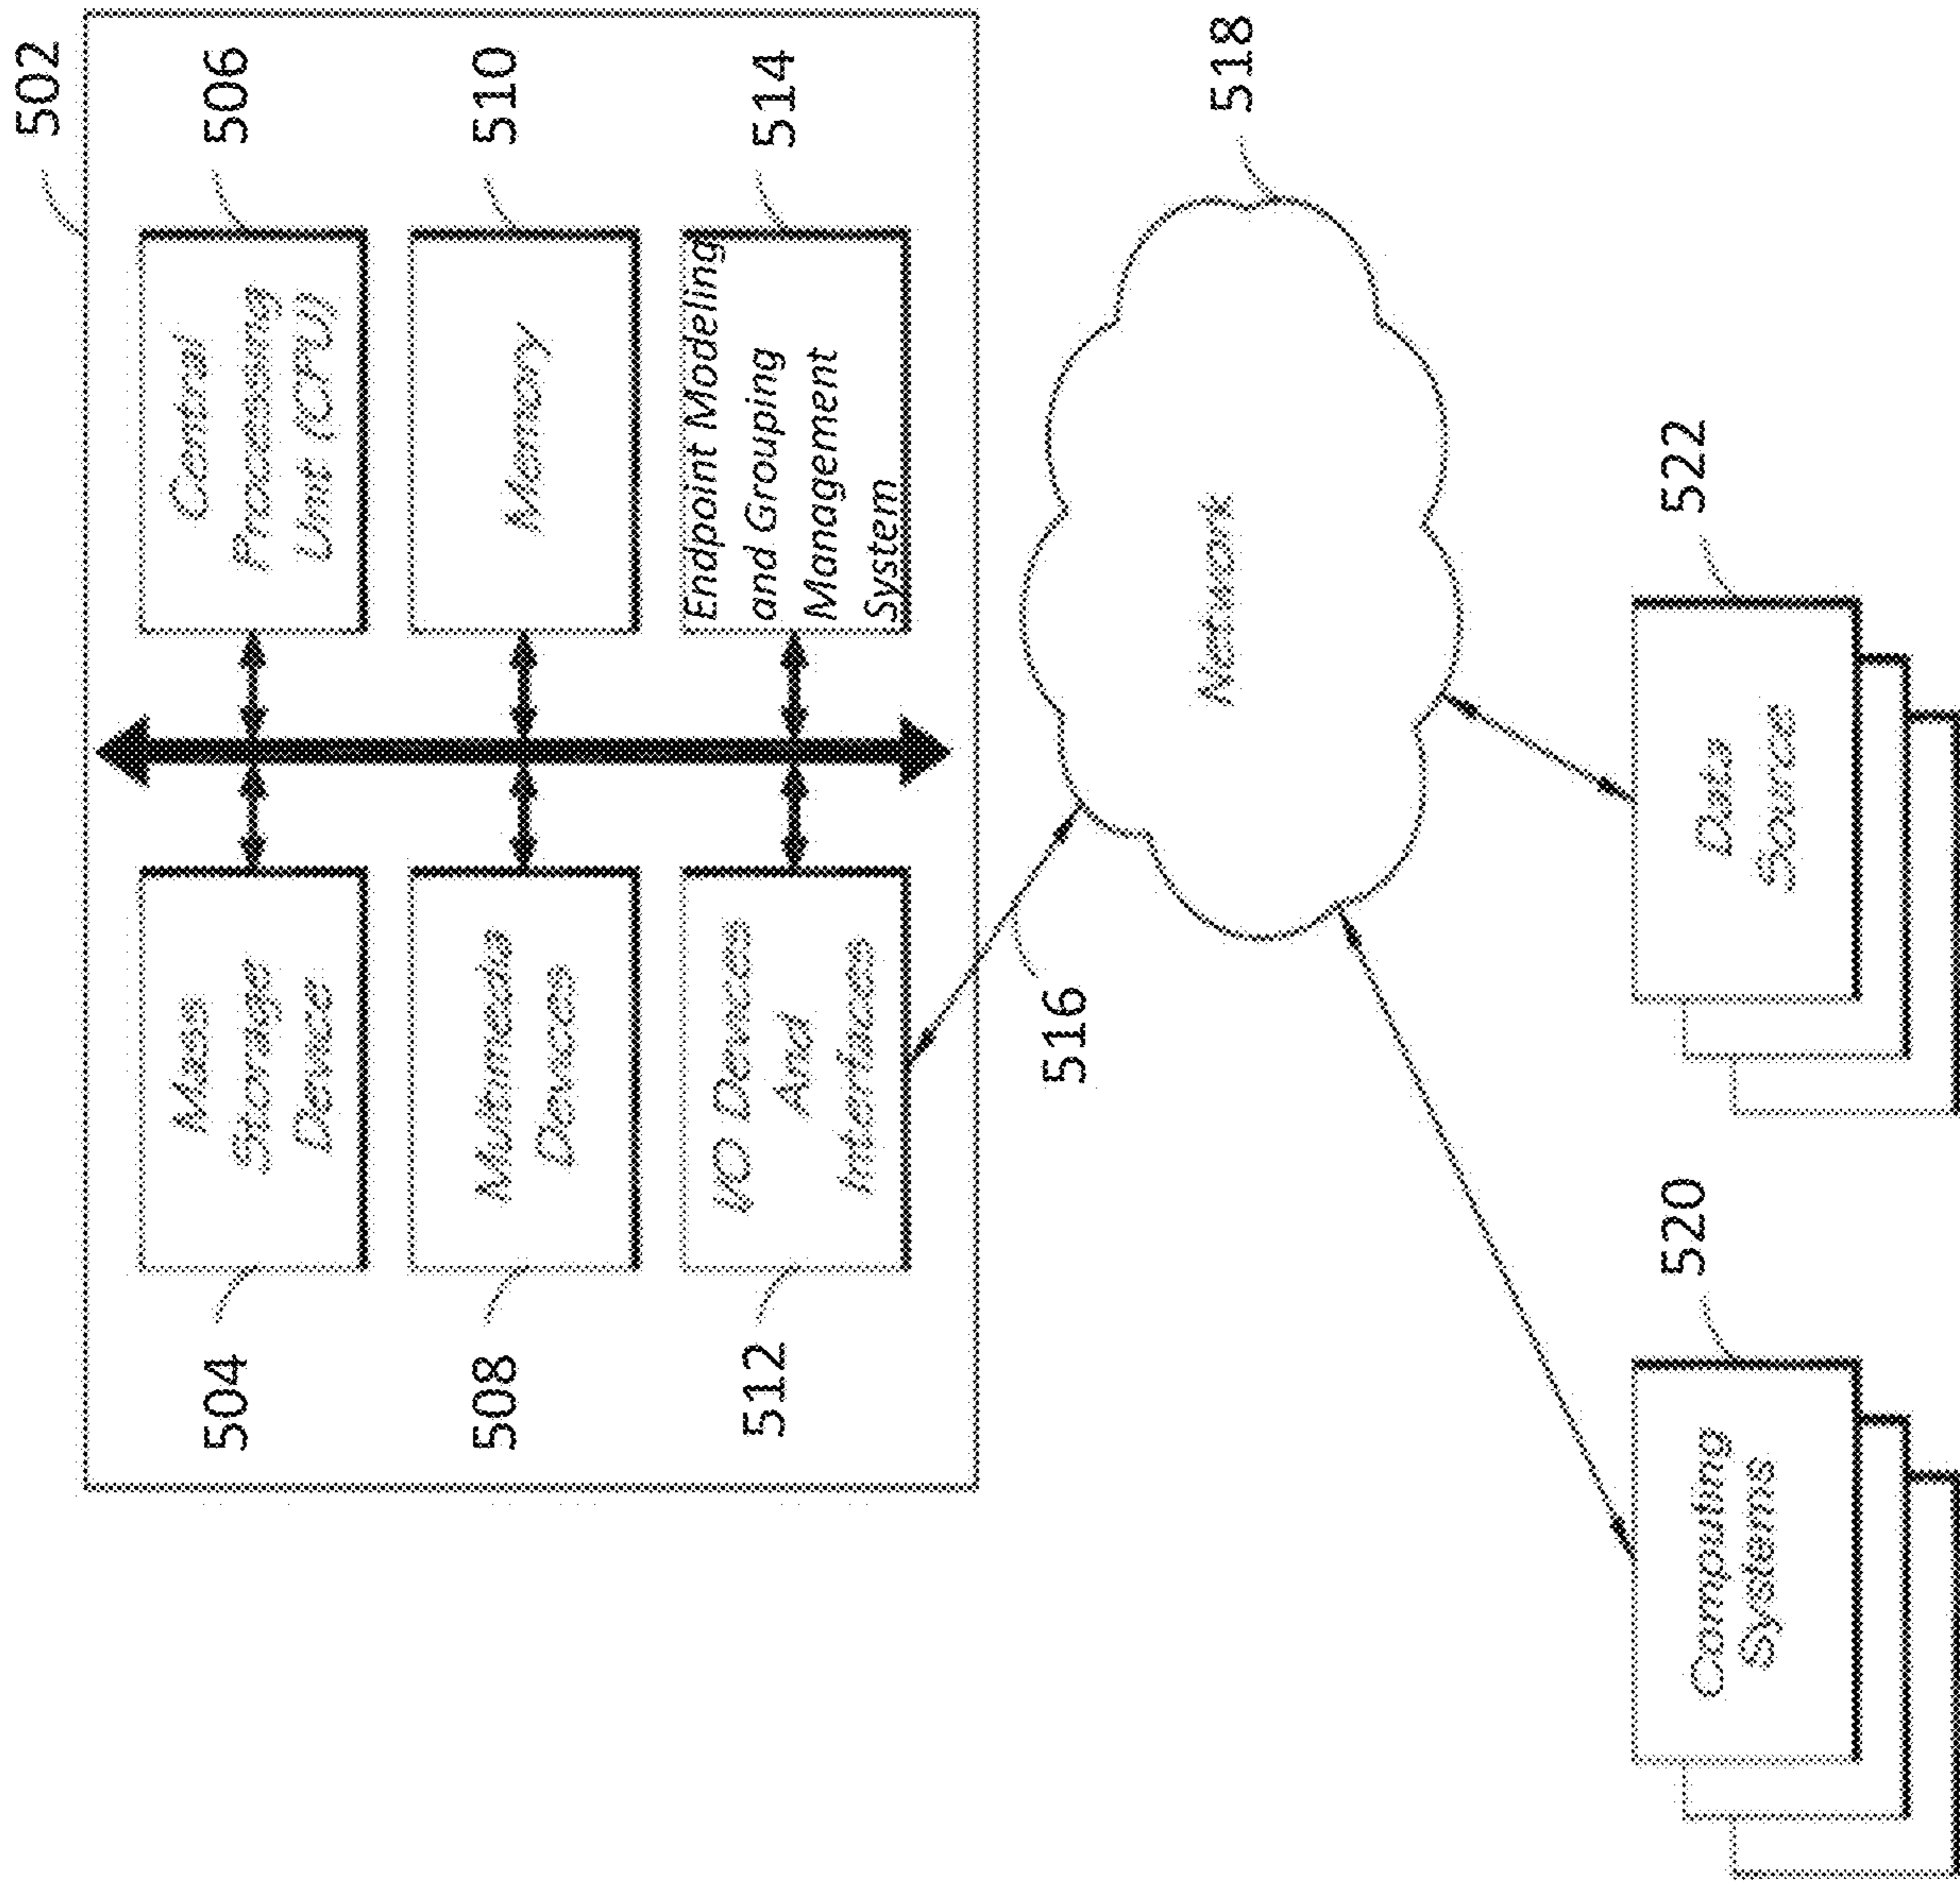 502
504
Mass
Storage
Device
Central
Processing
Unit (CPU)
506
508
Multimedia
Devices
Memory
510
512
I/O Devices
And
Interfaces
Endpoint Modeling
and Grouping
Management
System
514
516
Network
518
520
Computing
Systems
522
Data
Source